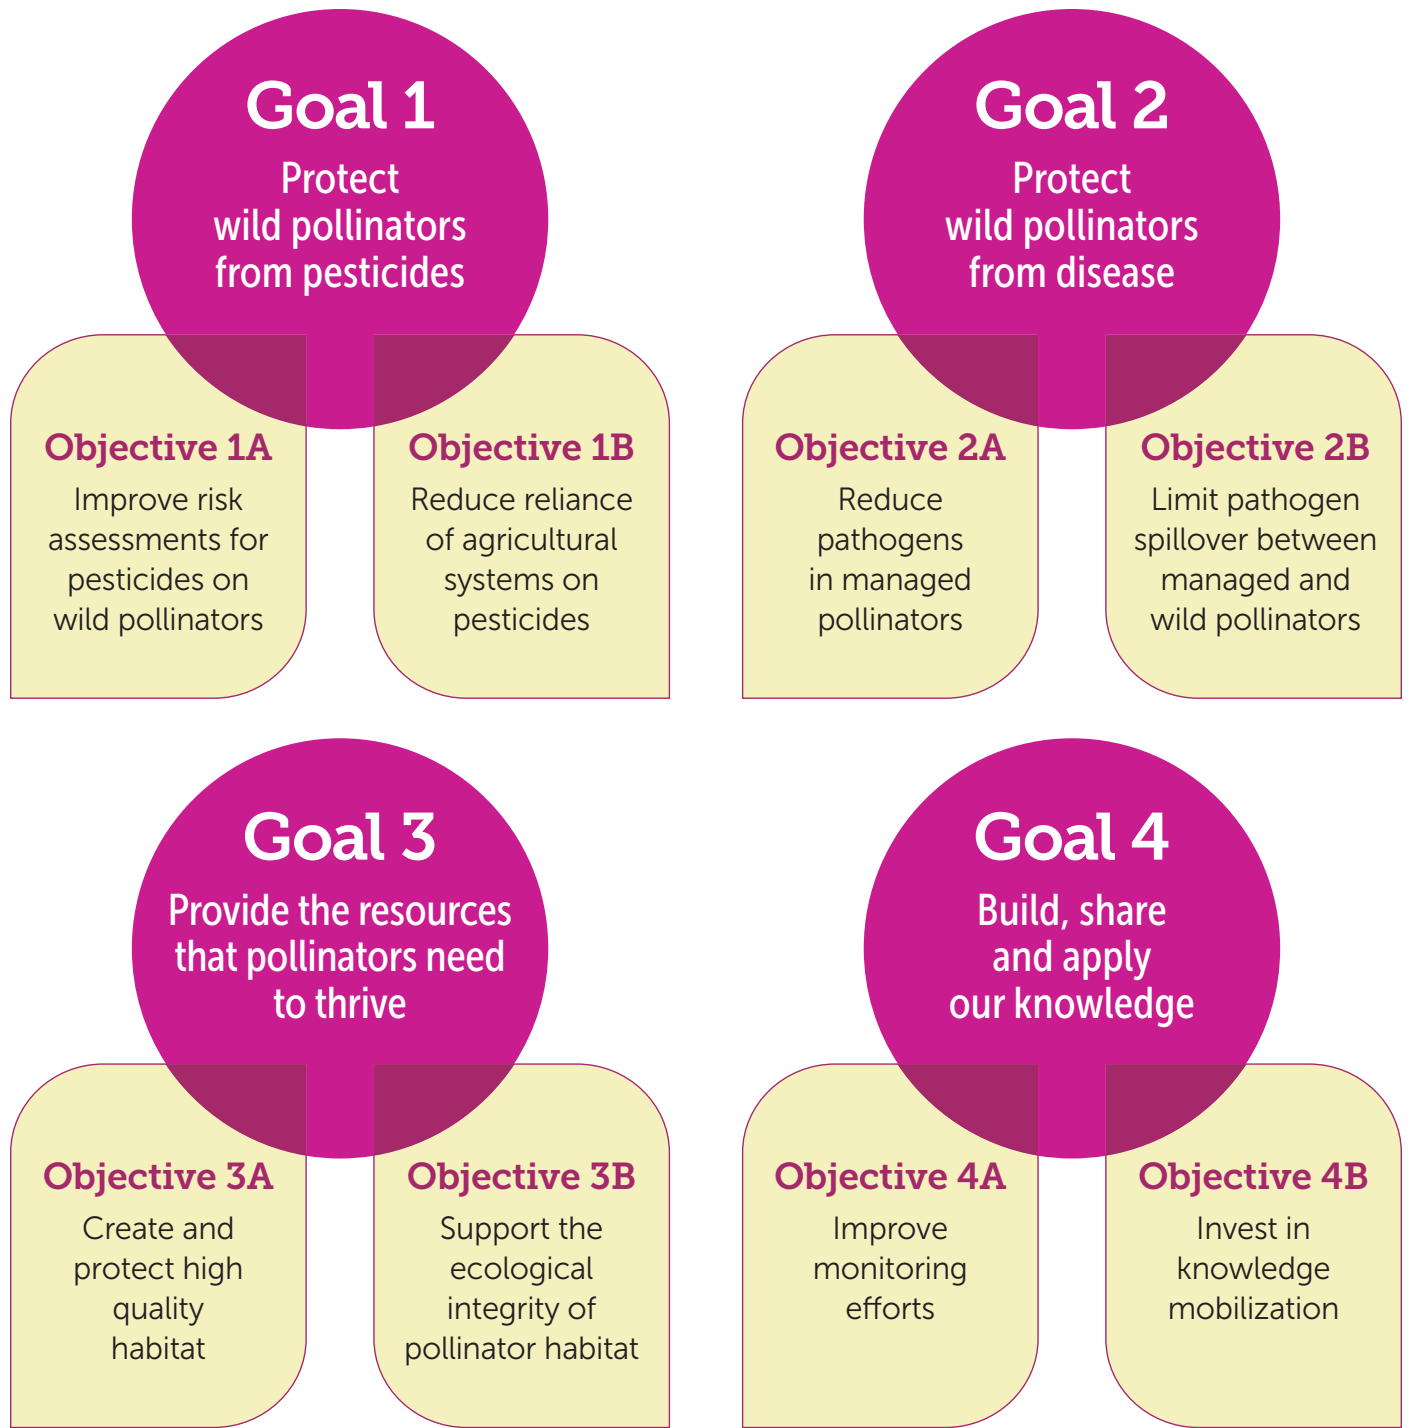 Goal 1
Protect
wild pollinators
from pesticides
Objective 1A
Improve risk
assessments for
pesticides on
wild pollinators
Objective 1B
Reduce reliance
of agricultural
systems on
pesticides
Goal 2
Protect
wild pollinators
from disease
Objective 2A
Reduce
pathogens
in managed
pollinators
Objective 2B
Limit pathogen
spillover between
managed and
wild pollinators
Goal 3
Provide the resources
that pollinators need
to thrive
Objective 3A
Create and
protect high
quality
habitat
Objective 3B
Support the
ecological
integrity of
pollinator habitat
Goal 4
Build, share
and apply
our knowledge
Objective 4A
Improve
monitoring
efforts
Objective 4B
Invest in
knowledge
mobilization